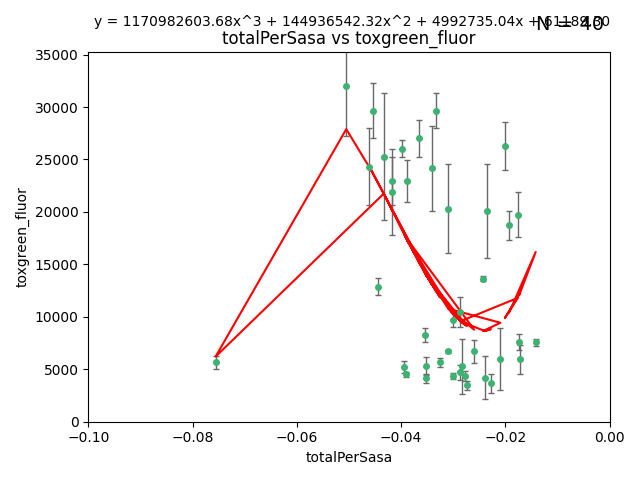 y = 1170982603.68x^3 + 144936542.32x^2 + 4992735.04x +
N = 40
totalPerSasa vs toxgreen_fluor
35000
30000
25000
20000
15000
10000
5000
0
toxgreen_fluor
−0.10
−0.08
−0.06
−0.04
−0.02
0.00
totalPerSasa